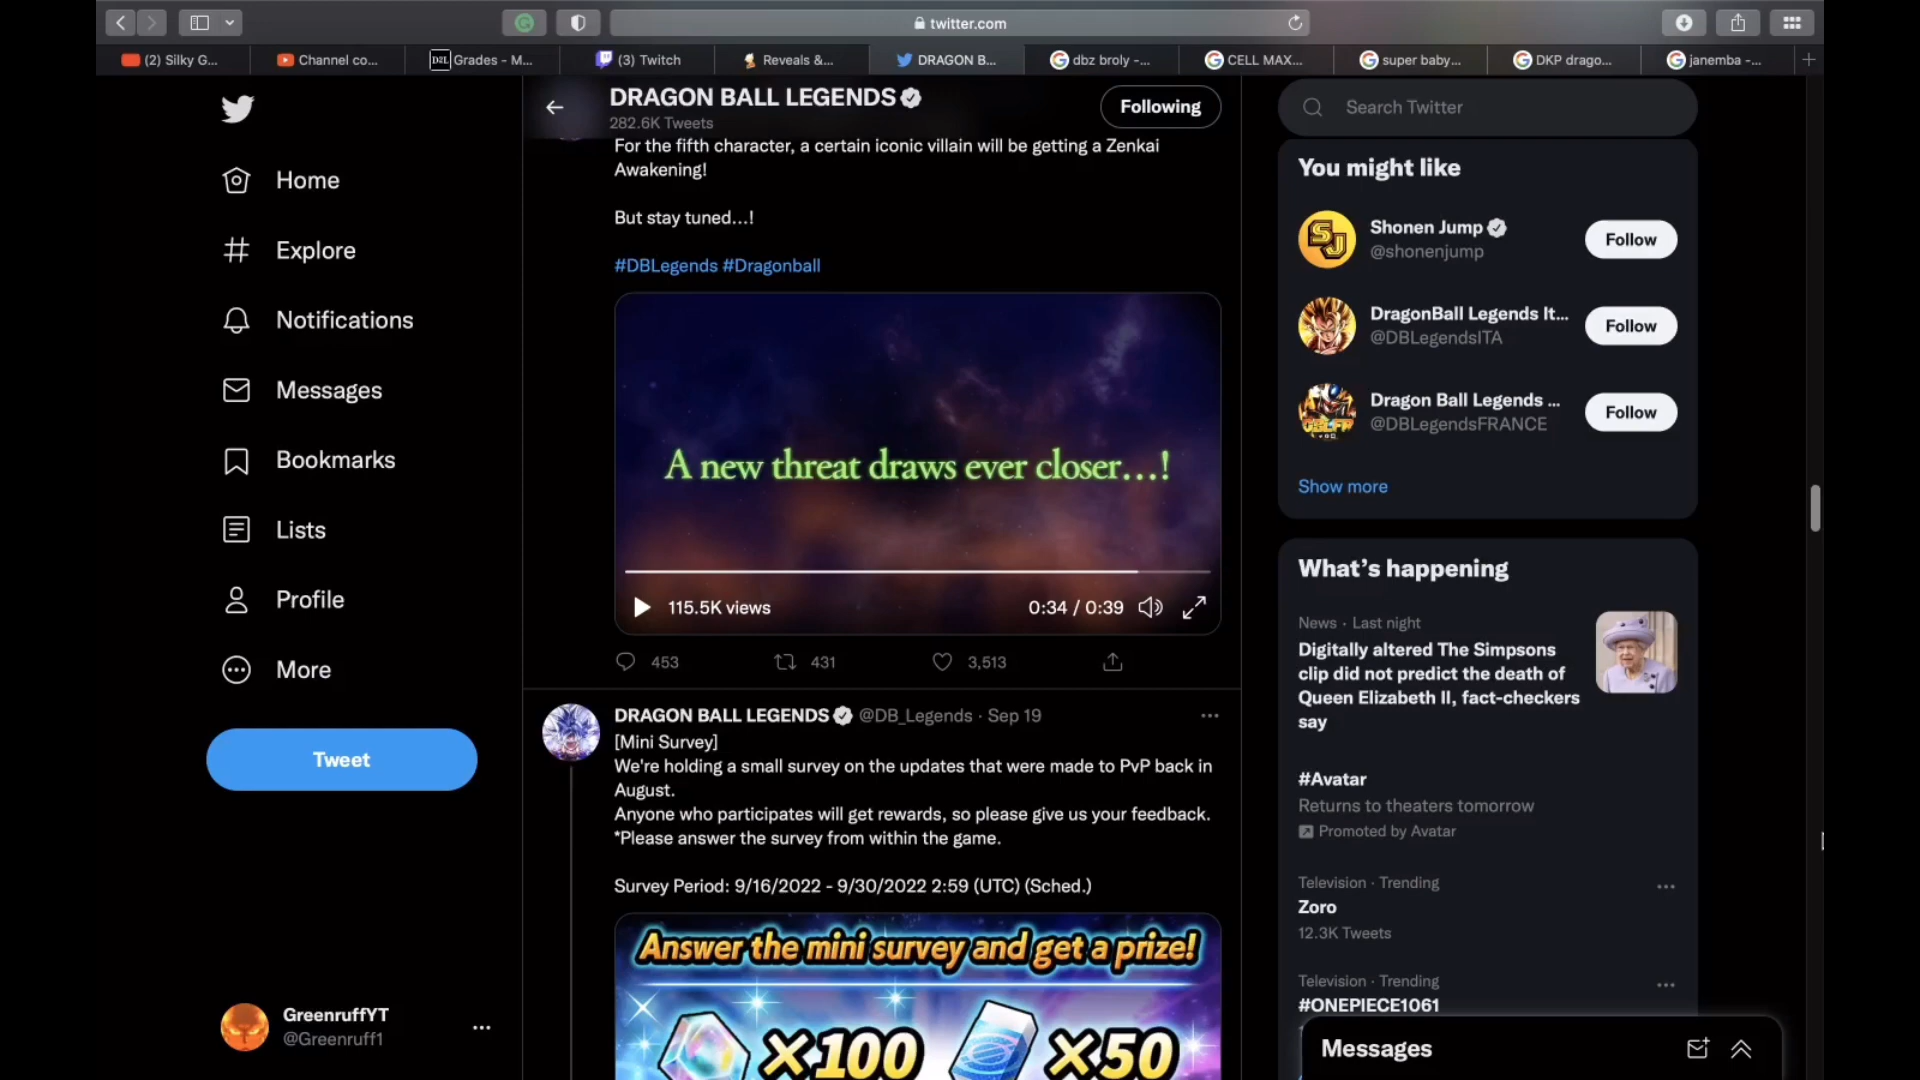 twitter.com
(2) Silky G...
Channel co...
D2L Grades - M...
(3) Twitch
Reveals &...
DRAGON B...
dbz broly -...
CELL MAX...
super baby...
DKP drago...
janemba -...
DRAGON BALL LEGENDS
282.6K Tweets
Following
For the fifth character, a certain iconic villain will be getting a Zenkai
Awakening!
But stay tuned...!
#DBLegends #Dragonball
A new threat draws ever closer...!
115.5K views
0:34 / 0:39
453
431
3,513
DRAGON BALL LEGENDS @DB_Legends · Sep 19
[Mini Survey]
We're holding a small survey on the updates that were made to PvP back in
August.
Anyone who participates will get rewards, so please give us your feedback.
*Please answer the survey from within the game.
Survey Period: 9/16/2022 - 9/30/2022 2:59 (UTC) (Sched.)
Answer the mini survey and get a prize!
×100
×50
Home
Explore
Notifications
Messages
Bookmarks
Lists
Profile
More
Tweet
GreenruffYT
@Greenruff1
Search Twitter
You might like
Shonen Jump
@shonenjump
Follow
DragonBall Legends It...
@DBLegendsITA
Follow
Dragon Ball Legends ...
@DBLegendsFRANCE
Follow
Show more
What's happening
News · Last night
Digitally altered The Simpsons
clip did not predict the death of
Queen Elizabeth II, fact-checkers
say
#Avatar
Returns to theaters tomorrow
Promoted by Avatar
Television · Trending
Zoro
12.3K Tweets
Television · Trending
#ONEPIECE1061
Messages